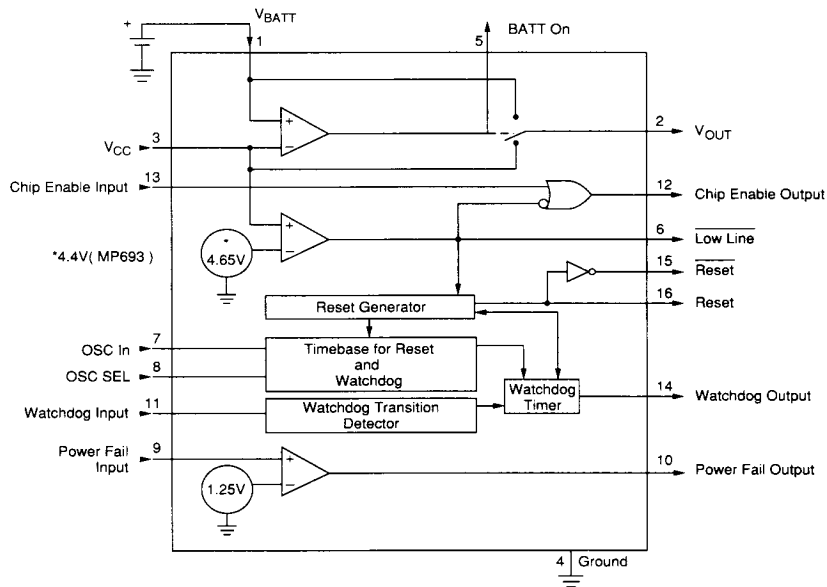 +
V_BATT
1
5
BATT On
+
−
3
V_CC
2
V_OUT
13
Chip Enable Input
12
Chip Enable Output
*4.4V( MP693 )
*
4.65V
+
−
6
Low Line
15
Reset
16
Reset
Reset Generator
7
OSC In
8
OSC SEL
Timebase for Reset
and
Watchdog
11
Watchdog Input
Watchdog Transition
Detector
Watchdog
Timer
14
Watchdog Output
9
Power Fail
Input
1.25V
+
−
10
Power Fail Output
4
Ground